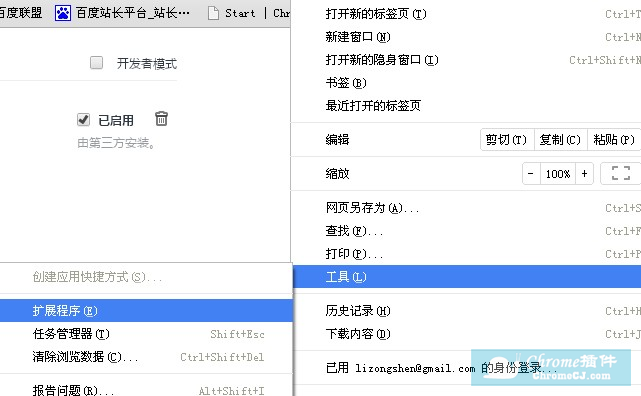 百度联盟 百度站长平台_站长... Start | Chr
开发者模式
已启用
由第三方安装。
打开新的标签页(T) Ctrl+T
新建窗口(N) Ctrl+N
打开新的隐身窗口(I) Ctrl+Shift+N
书签(B)
最近打开的标签页
编辑 剪切(T) 复制(C) 粘贴(P)
缩放 - 100% +
网页另存为(A)... Ctrl+S
查找(F)... Ctrl+F
打印(P)... Ctrl+P
工具(L)
历史记录(H) Ctrl+H
下载内容(D) Ctrl+J
已用 lizongshen@gmail.com 的身份登录...
创建应用快捷方式(S)...
扩展程序(E)
任务管理器(T) Shift+Esc
清除浏览数据(C)... Ctrl+Shift+Del
报告问题(R)... Alt+Shift+I
Chrome插件
ChromeCJ.com